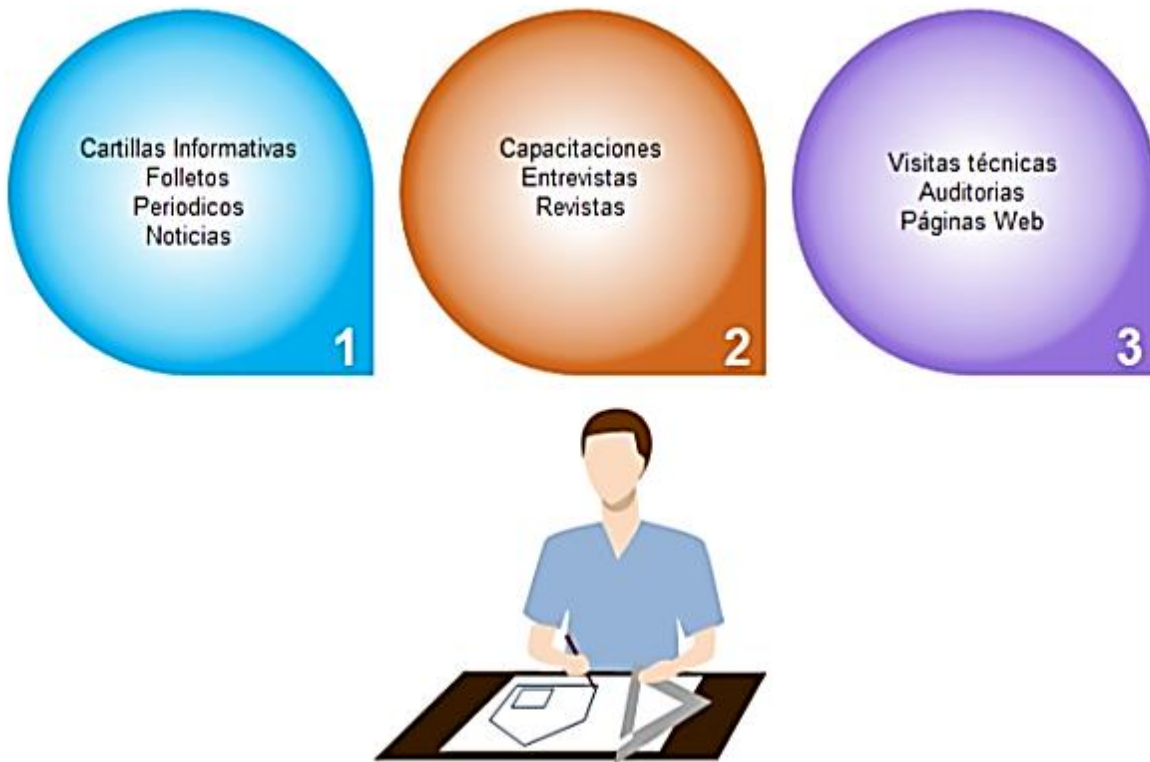 Cartillas Informativas
Folletos
Periodicos
Noticias
1
Capacitaciones
Entrevistas
Revistas
2
Visitas técnicas
Auditorias
Páginas Web
3